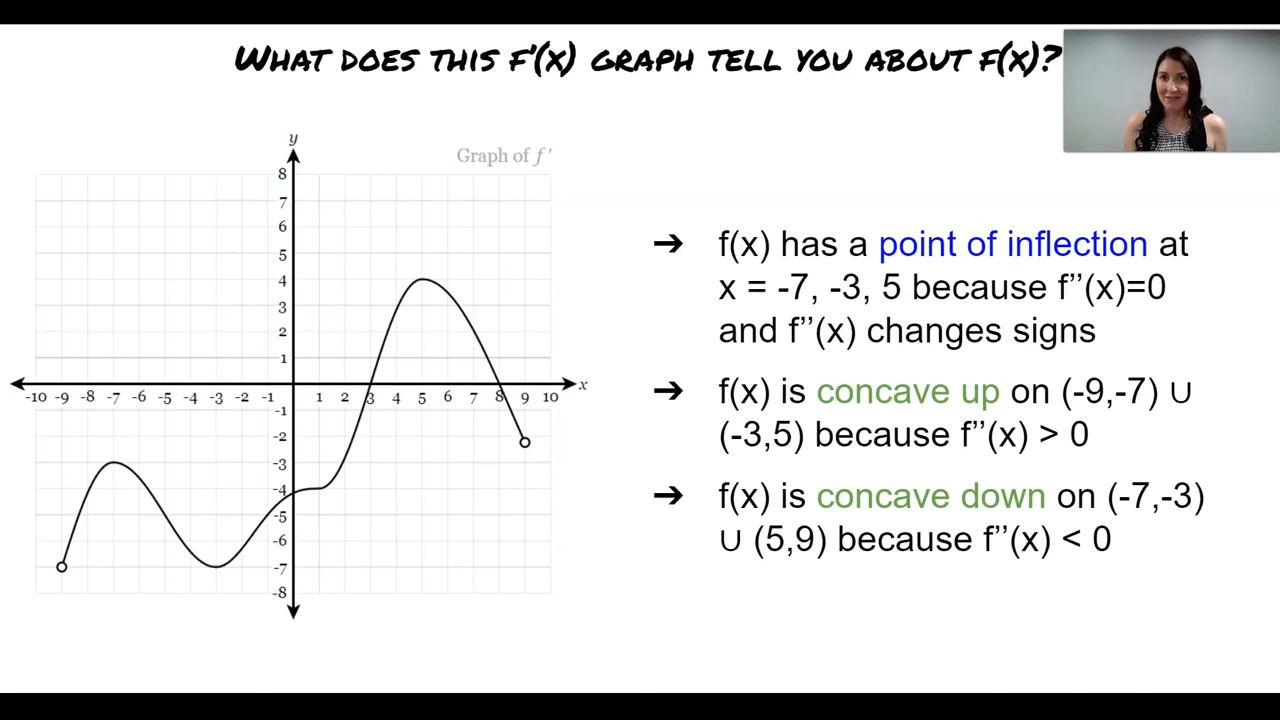 What does this f'(x) graph tell you about f(x)?
y
Graph of f'
8
7
6
5
4
3
2
1
x
-10 -9 -8 -7 -6 -5 -4 -3 -2 -1 1 2 3 4 5 6 7 8 9 10
-1
-2
-3
-4
-5
-6
-7
-8
➔ f(x) has a point of inflection at
x = -7, -3, 5 because f’’(x)=0
and f’’(x) changes signs
➔ f(x) is concave up on (-9,-7) ∪
(-3,5) because f’’(x) > 0
➔ f(x) is concave down on (-7,-3)
∪ (5,9) because f’’(x) < 0